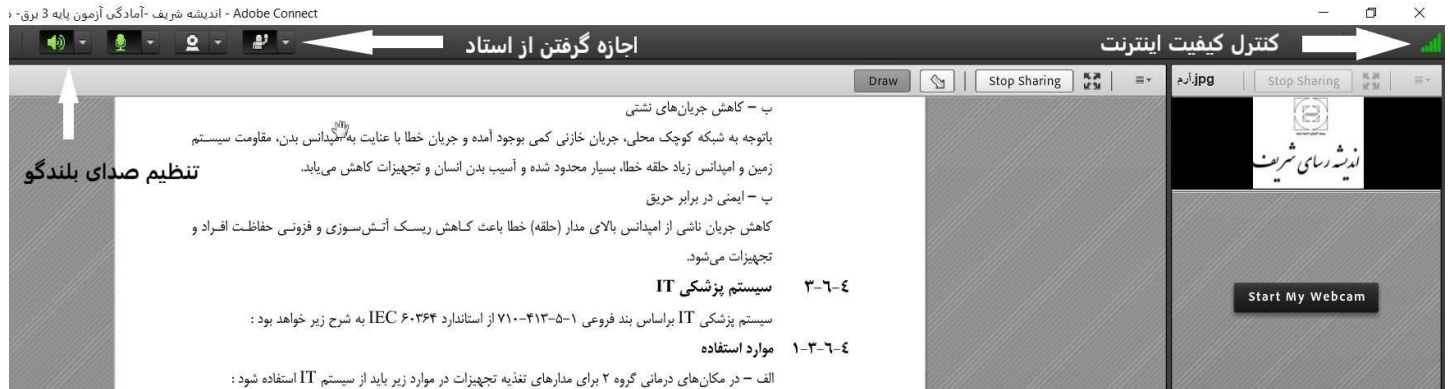 اندیشه شریف -آمادگی آزمون پایه 3 برق- - Adobe Connect
اجازه گرفتن از استاد
کنترل کیفیت اینترنت
Draw
Stop Sharing
آرم.jpg
Stop Sharing
تنظیم صدای بلندگو
ب – کاهش جریان‌های نشتی
باتوجه به شبکه کوچک محلی، جریان خازنی کمی بوجود آمده و جریان خطا با عنایت به امپدانس بدن، مقاومت سیستم
زمین و امپدانس زیاد حلقه خطا، بسیار محدود شده و آسیب بدن انسان و تجهیزات کاهش می‌یابد.
پ – ایمنی در برابر حریق
کاهش جریان ناشی از امپدانس بالای مدار (حلقه) خطا باعث کاهش ریسک آتش‌سوزی و فزونی حفاظت افراد و
تجهیزات می‌شود.
۴-۶-۳ سیستم پزشکی IT
سیستم پزشکی IT براساس بند فروعی ۱-۵-۴۱۳-۷۱۰ از استاندارد IEC ۶۰۳۶۴ به شرح زیر خواهد بود :
۴-۶-۳-۱ موارد استفاده
الف – در مکان‌های درمانی گروه ۲ برای مدارهای تغذیه تجهیزات در موارد زیر باید از سیستم IT استفاده شود :
اندیشه رسای شریف
Start My Webcam